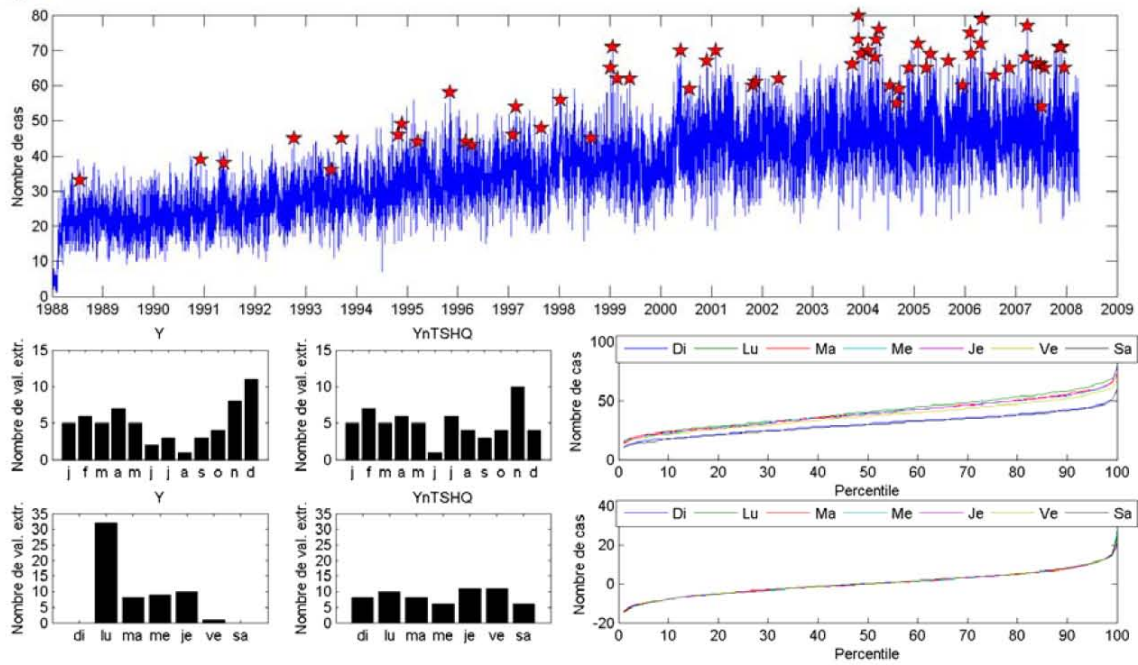 80
70
60
50
40
30
20
10
0
Nombre de cas
1988 1989 1990 1991 1992 1993 1994 1995 1996 1997 1998 1999 2000 2001 2002 2003 2004 2005 2006 2007 2008 2009
Y
15
10
5
0
Nombre de val. extr.
j f m a m j j a s o n d
YnTSHQ
15
10
5
0
Nombre de val. extr.
j f m a m j j a s o n d
100
50
0
Nombre de cas
Di Lu Ma Me Je Ve Sa
0 10 20 30 40 50 60 70 80 90 100
Percentile
Y
35
30
25
20
15
10
5
0
Nombre de val. extr.
di lu ma me je ve sa
YnTSHQ
35
30
25
20
15
10
5
0
Nombre de val. extr.
di lu ma me je ve sa
40
20
0
-20
Nombre de cas
Di Lu Ma Me Je Ve Sa
0 10 20 30 40 50 60 70 80 90 100
Percentile